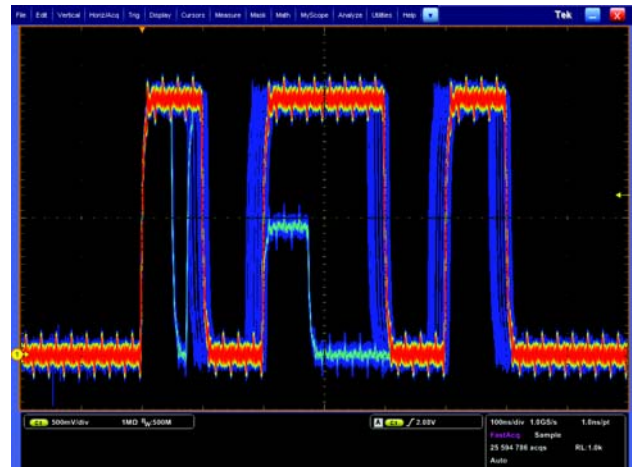 File Edit Vertical Horiz/Acq Trig Display Cursors Measure Mask Math MyScope Analyze Utilities Help Tek
500mV/div 1MΩ BW:500M
A 2.08V
100ns/div 1.0GS/s 1.0ns/pt
FastAcq Sample
25 594 786 acqs RL:1.0k
Auto